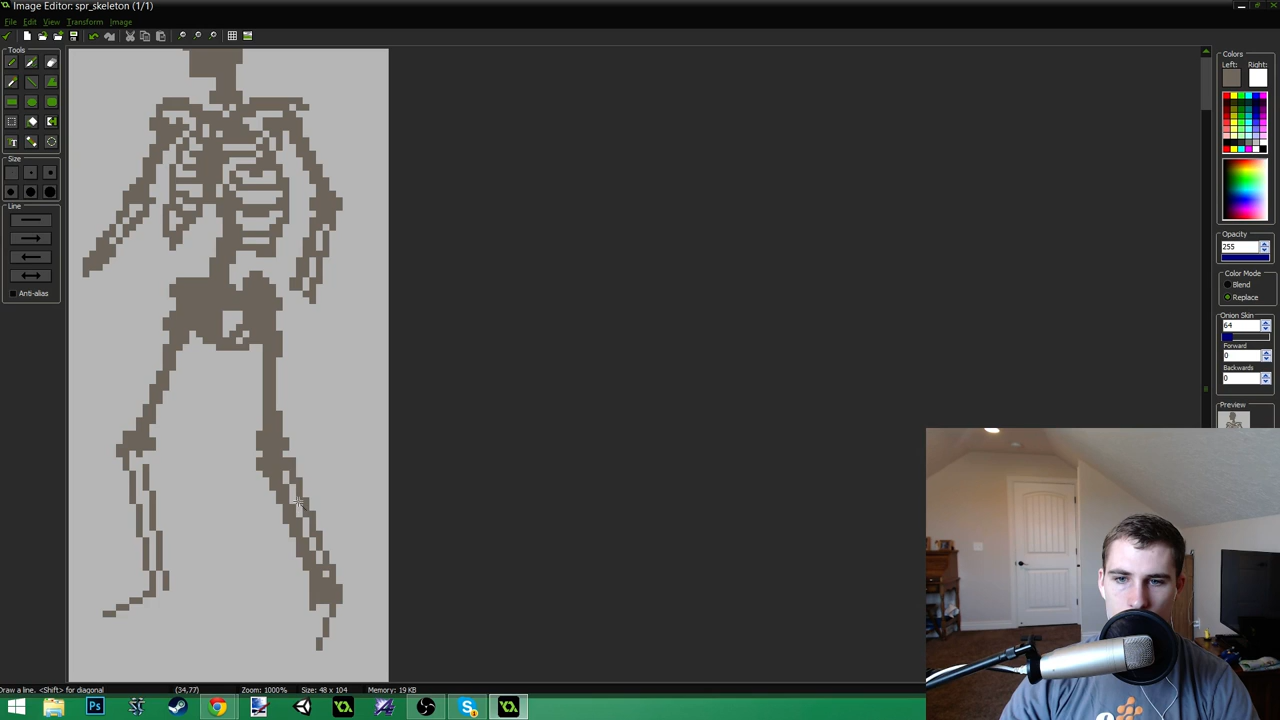 Image Editor: spr_skeleton (1/1)
File Edit View Transform Image
Tools
Size
Line
Anti-alias
Colors
Left: Right:
Opacity
255
Color Mode
Blend
Replace
Onion Skin
64
Forward
0
Backwards
0
Preview
Draw a line. <Shift> for diagonal (34,77) Zoom: 1000% Size: 48 x 104 Memory: 19 KB
Ps